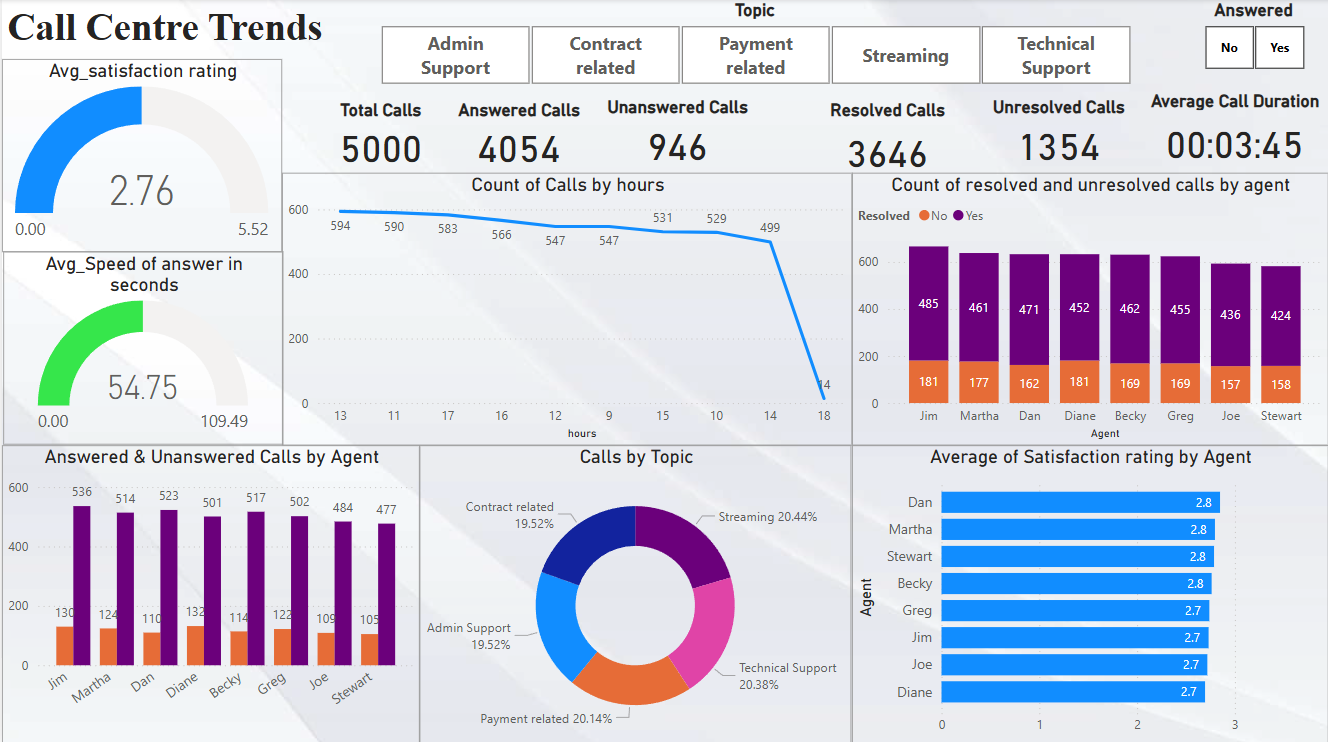 Call Centre Trends
Topic
Admin
Support
Contract
related
Payment
related
Streaming
Technical
Support
Answered
No
Yes
Total Calls
5000
Answered Calls
4054
Unanswered Calls
946
Resolved Calls
3646
Unresolved Calls
1354
Average Call Duration
00:03:45
Avg_satisfaction rating
2.76
0.00
5.52
Avg_Speed of answer in
seconds
54.75
0.00
109.49
Count of Calls by hours
600
400
200
0
594
590
583
566
547
547
531
529
499
14
13
11
17
16
12
9
15
10
14
18
hours
Count of resolved and unresolved calls by agent
Resolved No Yes
600
400
200
0
485
461
471
452
462
455
436
424
181
177
162
181
169
169
157
158
Jim
Martha
Dan
Diane
Becky
Greg
Joe
Stewart
Agent
Answered & Unanswered Calls by Agent
600
400
200
0
536
514
523
501
517
502
484
477
130
124
110
132
114
122
109
105
Jim
Martha
Dan
Diane
Becky
Greg
Joe
Stewart
Calls by Topic
Contract related
19.52%
Streaming 20.44%
Admin Support
19.52%
Technical Support
20.38%
Payment related 20.14%
Average of Satisfaction rating by Agent
Agent
Dan 2.8
Martha 2.8
Stewart 2.8
Becky 2.8
Greg 2.7
Jim 2.7
Joe 2.7
Diane 2.7
0
1
2
3